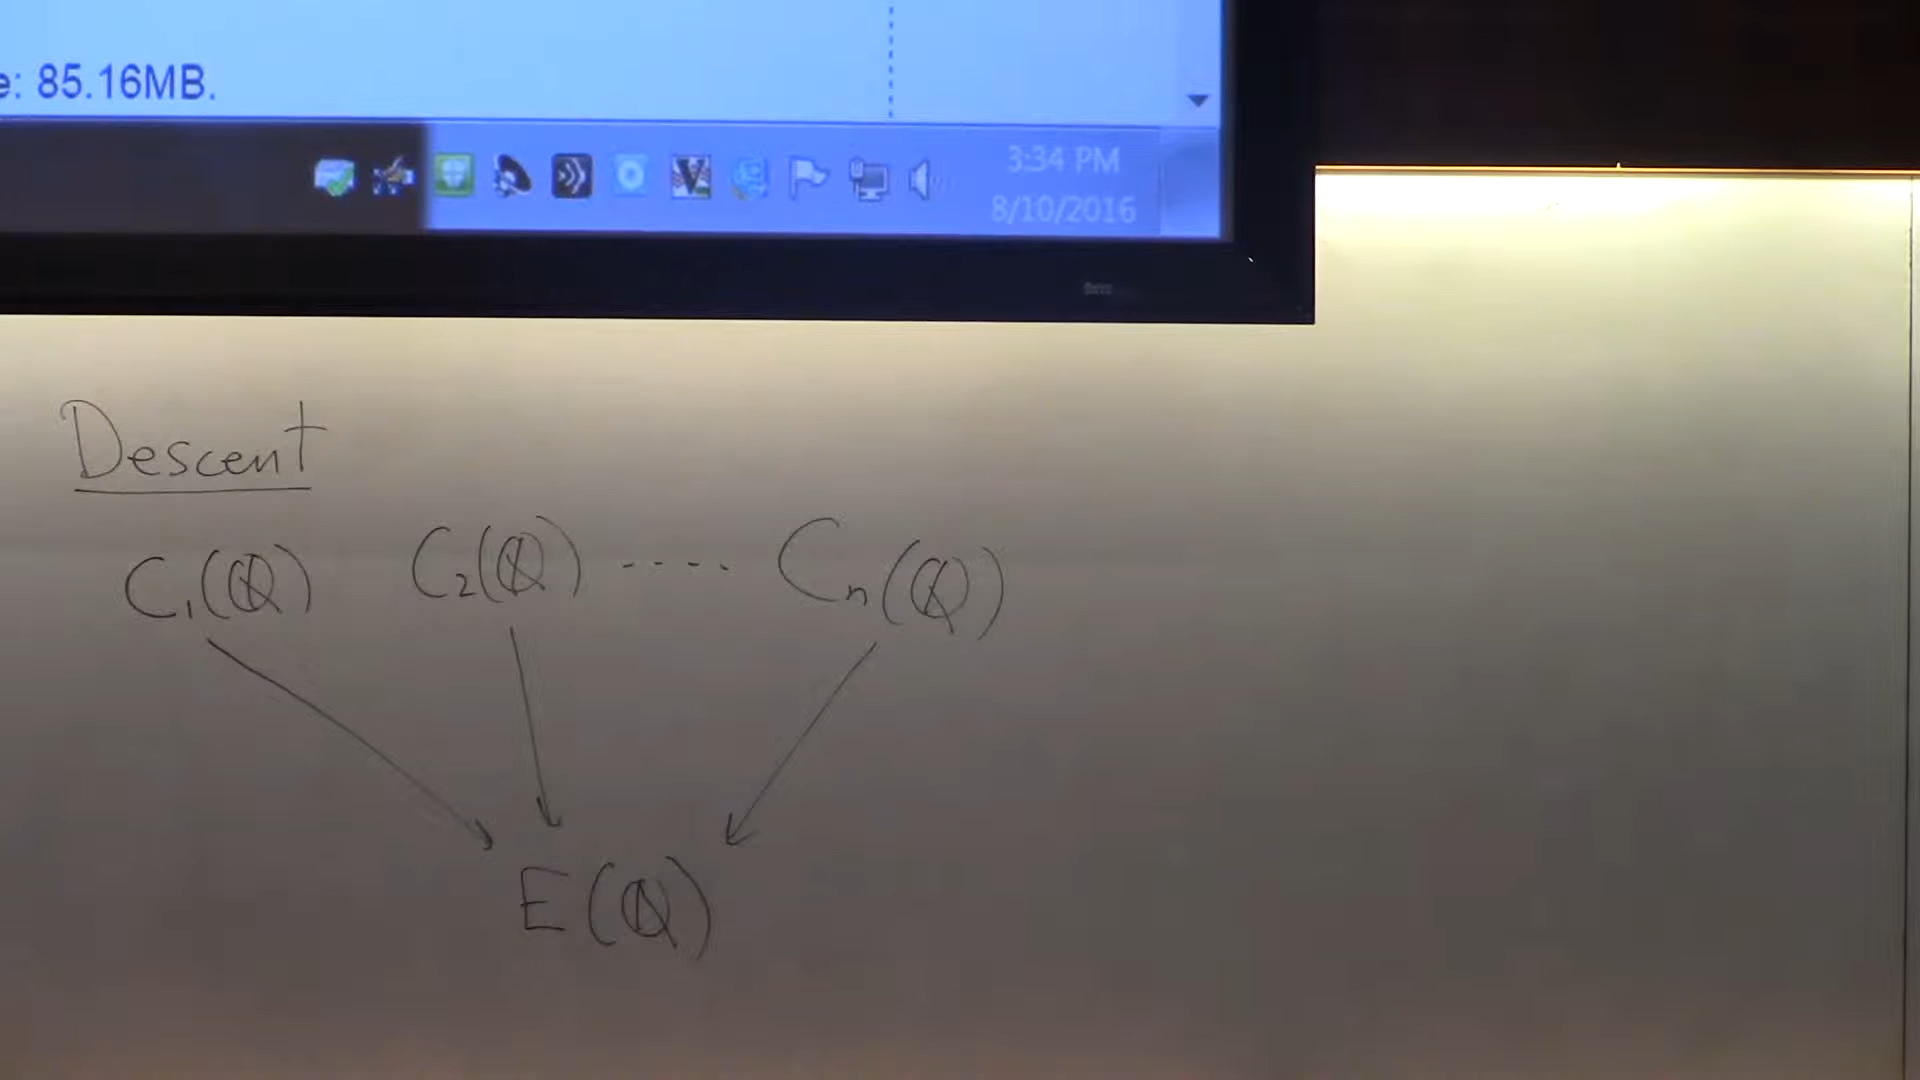 e: 85.16MB.
3:34 PM
8/10/2016
Descent
C₁(ℚ) C₂(ℚ) ····· Cₙ(ℚ)
E(ℚ)